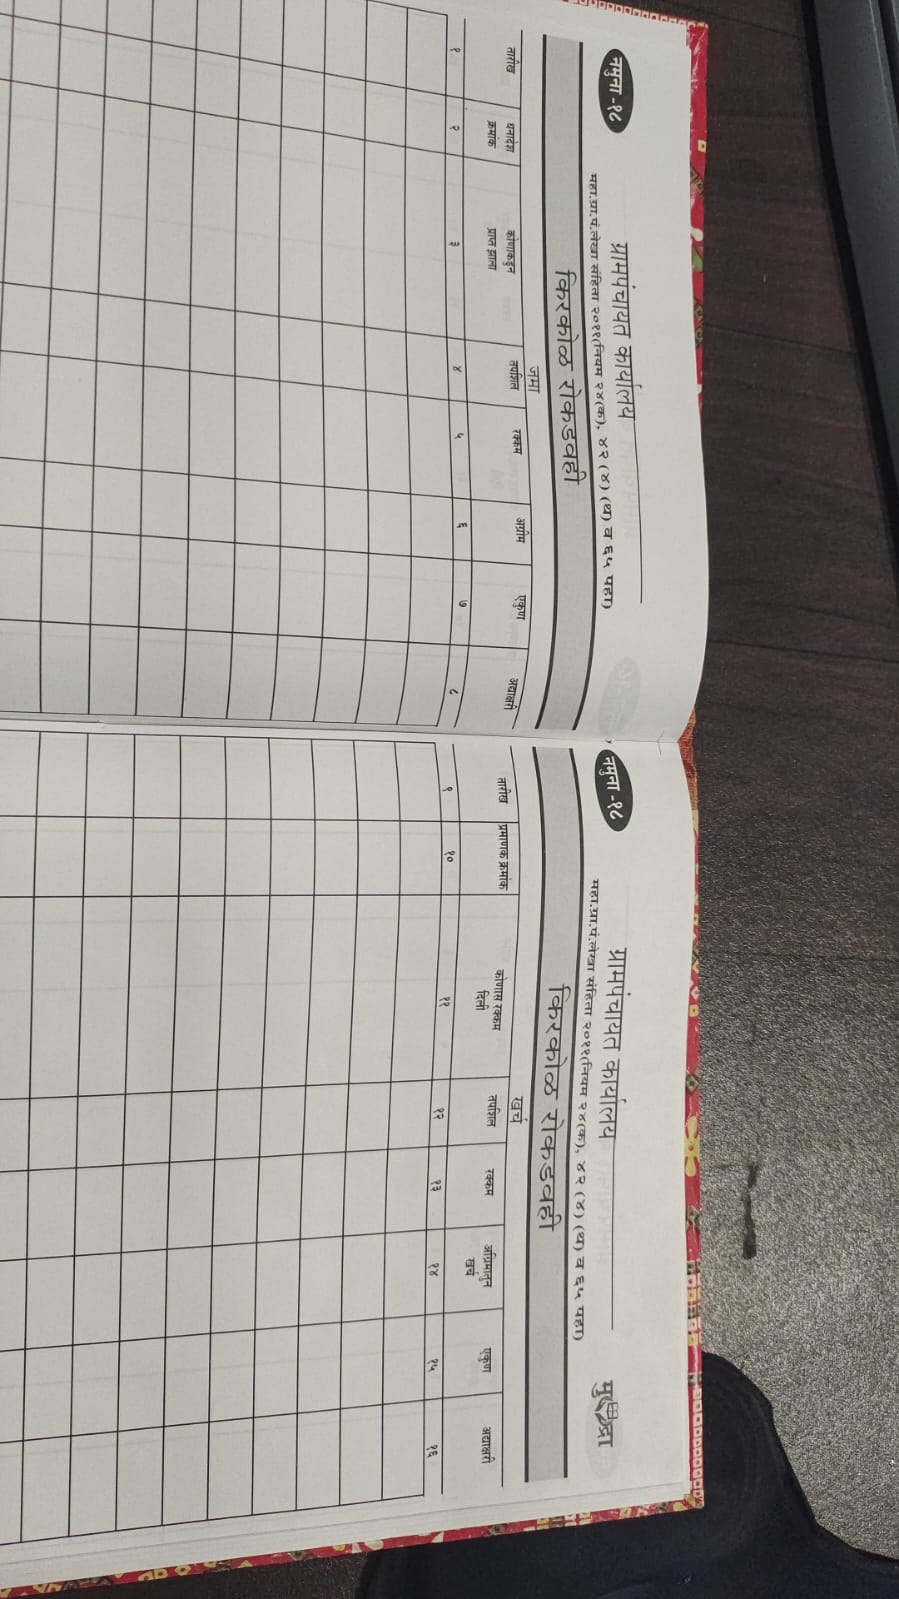 नमुना -१८
ग्रामपंचायत कार्यालय
महा.ग्रा.पं.लेखा संहिता २०११(नियम २४(क), ४२ (४) (थ) व ६५ पहा)
किरकोळ रोकडवही
जमा
तारीख धनादेश क्रमांक कोणाकडुन प्राप्त झाला तपशिल रक्कम अग्रीम एकुण अद्याक्षरी
१ २ ३ ४ ५ ६ ७ ८
नमुना -१८
ग्रामपंचायत कार्यालय
मुद्रा
महा.ग्रा.पं.लेखा संहिता २०११(नियम २४(क), ४२ (४) (थ) व ६५ पहा)
किरकोळ रोकडवही
खर्च
तारीख प्रमाणक क्रमांक कोणास रक्कम दिली तपशिल रक्कम अग्रिमातुन खर्च एकुण अद्याक्षरी
९ १० ११ १२ १३ १४ १५ १६